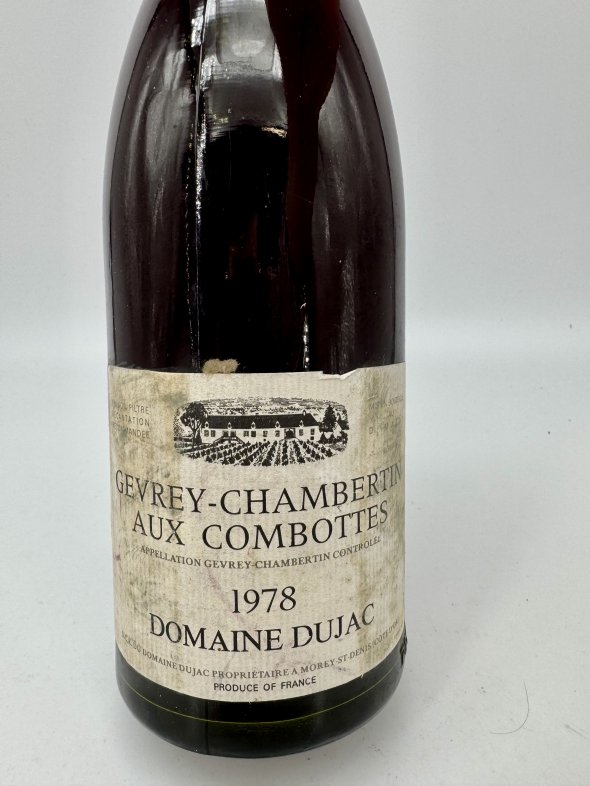 FILTRE
GEVREY-CHAMBERTIN
AUX COMBOTTES
APPELLATION GEVREY-CHAMBERTIN CONTROLÉE
1978
DOMAINE DUJAC
DOMAINE DUJAC PROPRIÉTAIRE A MOREY-ST-DENIS
PRODUCE OF FRANCE